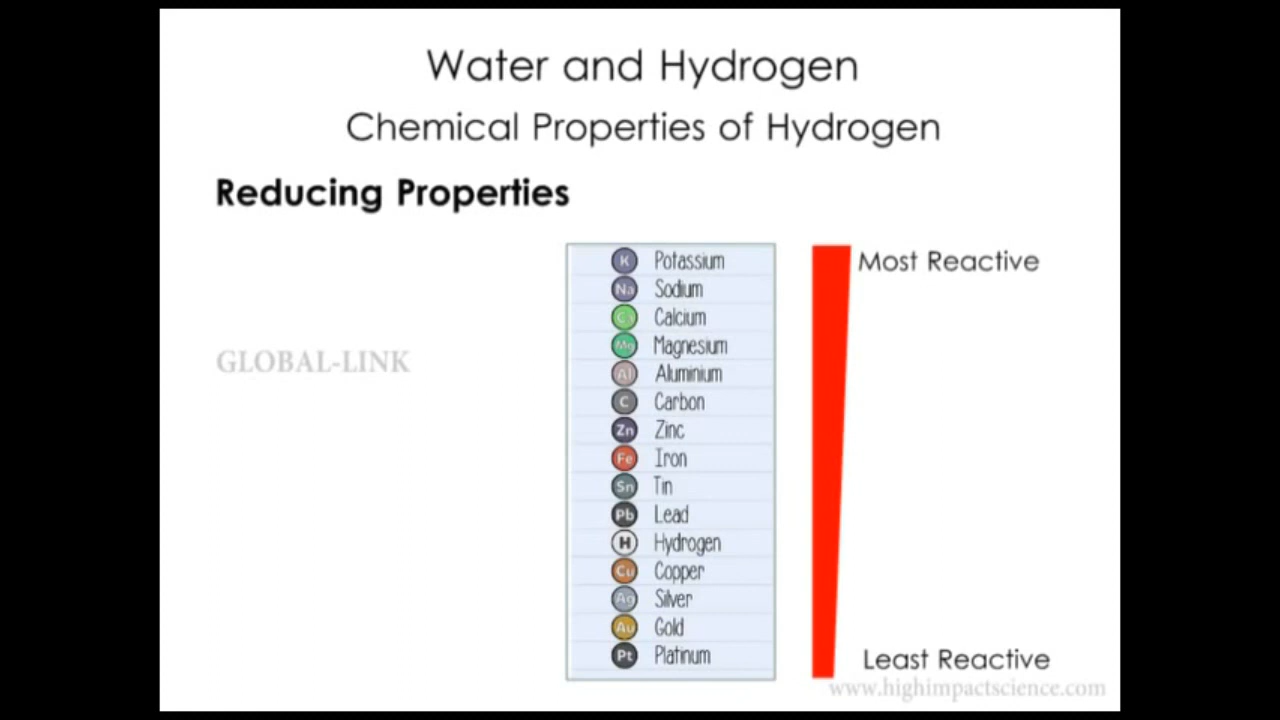 Water and Hydrogen
Chemical Properties of Hydrogen
Reducing Properties
K Potassium
Most Reactive
Na Sodium
Ca Calcium
Mg Magnesium
GLOBAL-LINK
Al Aluminium
C Carbon
Zn Zinc
Fe Iron
Sn Tin
Pb Lead
H Hydrogen
Cu Copper
Ag Silver
Au Gold
Pt Platinum
Least Reactive
www.highimpactscience.com